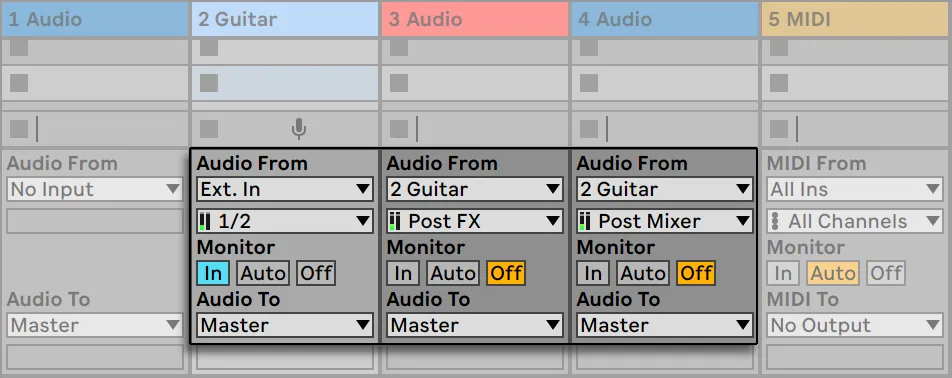 1 Audio
2 Guitar
3 Audio
4 Audio
5 MIDI
Audio From
No Input
Audio To
Master
Audio From
Ext. In
1/2
Monitor
In Auto Off
Audio To
Master
Audio From
2 Guitar
Post FX
Monitor
In Auto Off
Audio To
Master
Audio From
2 Guitar
Post Mixer
Monitor
In Auto Off
Audio To
Master
MIDI From
All Ins
All Channels
Monitor
In Auto Off
MIDI To
No Output